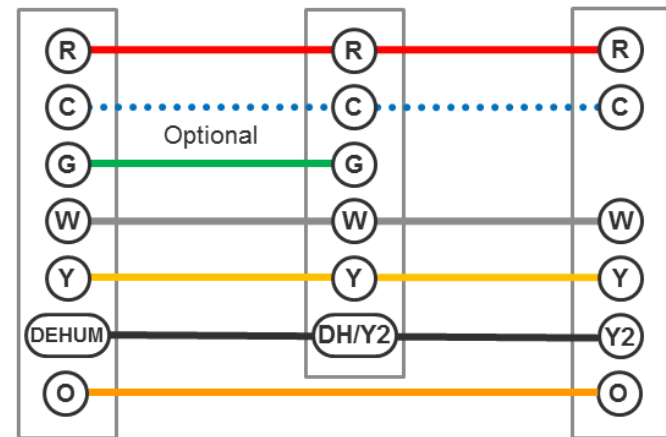 R R R
C C C
Optional
G G
W W W
Y Y Y
DEHUM DH/Y2 Y2
O O